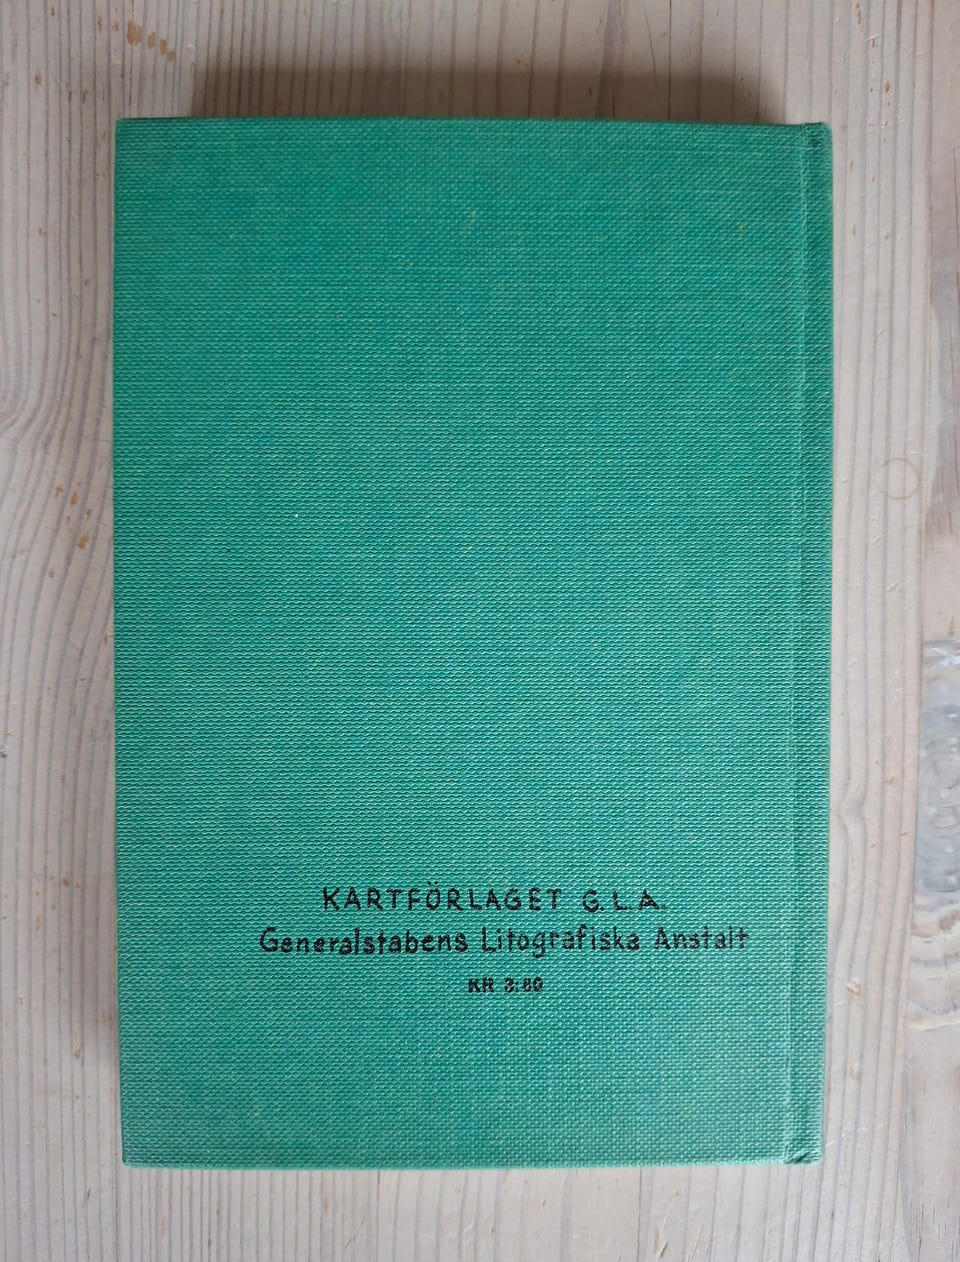 KARTFÖRLAGET G.L.A.
Generalstabens Litografiska Anstalt
KR 3:80